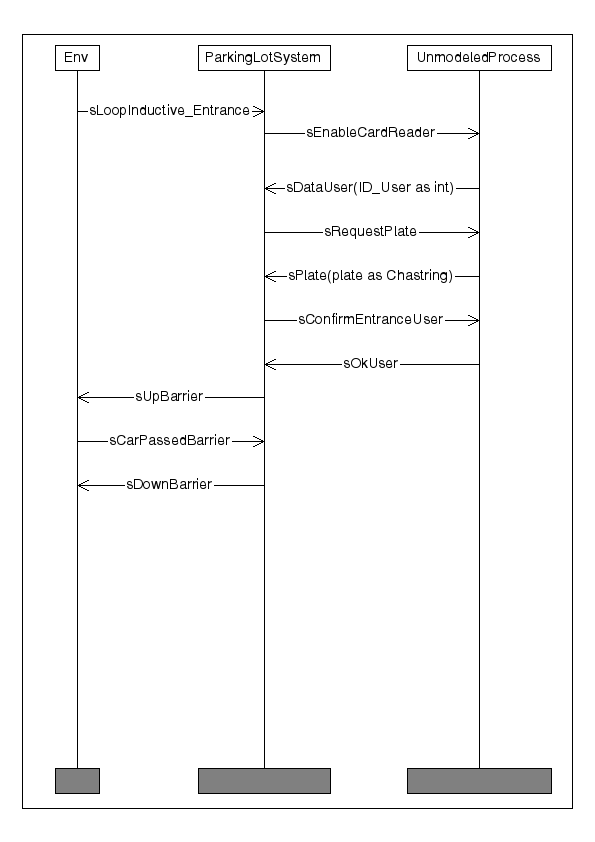 Env
ParkingLotSystem
UnmodeledProcess
sLoopInductive_Entrance
sEnableCardReader
sDataUser(ID_User as int)
sRequestPlate
sPlate(plate as Chastring)
sConfirmEntranceUser
sOkUser
sUpBarrier
sCarPassedBarrier
sDownBarrier